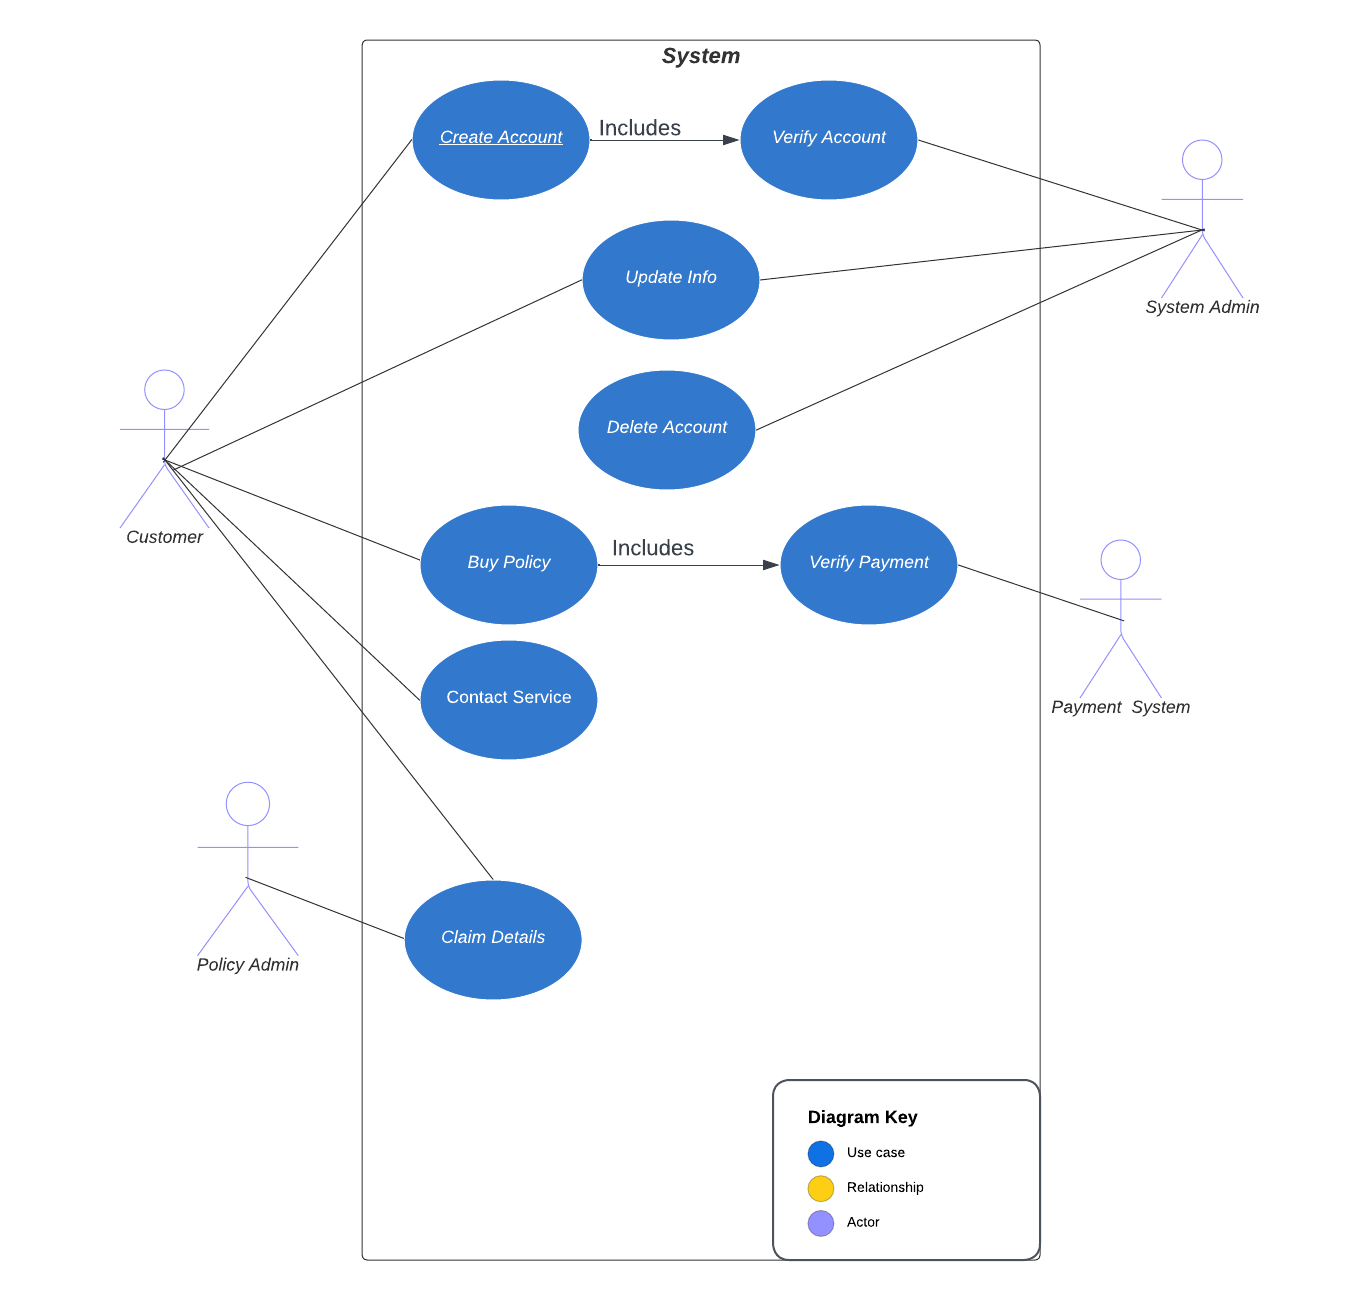 System
Create Account
Includes
Verify Account
Update Info
System Admin
Delete Account
Customer
Buy Policy
Includes
Verify Payment
Contact Service
Payment  System
Claim Details
Policy Admin
Diagram Key
Use case
Relationship
Actor